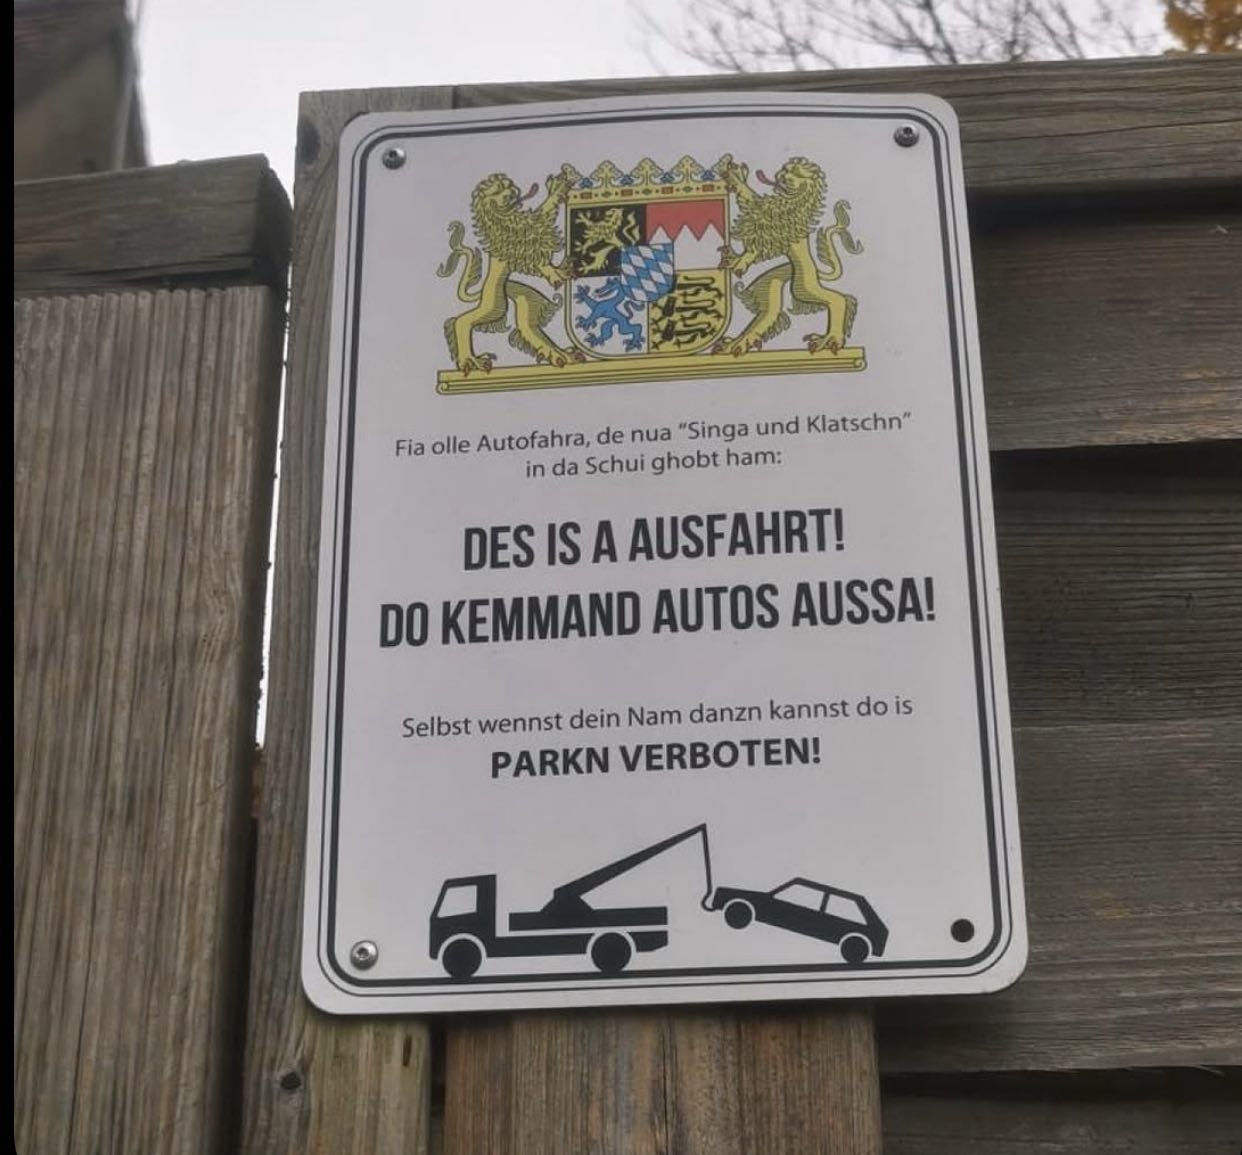 Fia olle Autofahra, de nua "Singa und Klatschn"
in da Schui ghobt ham:
DES IS A AUSFAHRT!
DO KEMMAND AUTOS AUSSA!
Selbst wennst dein Nam danzn kannst do is
PARKN VERBOTEN!